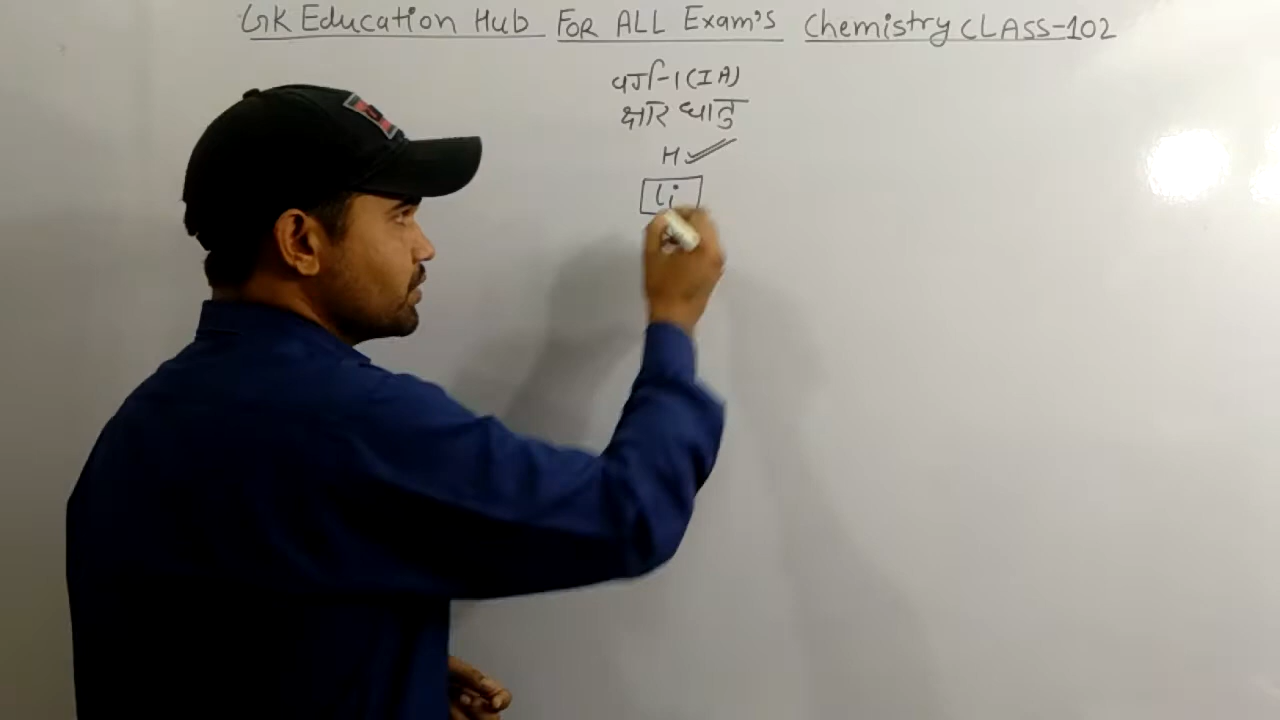 GK Education Hub FOR ALL Exam's Chemistry CLASS-102
वर्ग-1 (IA)
क्षार धातु
H
Li